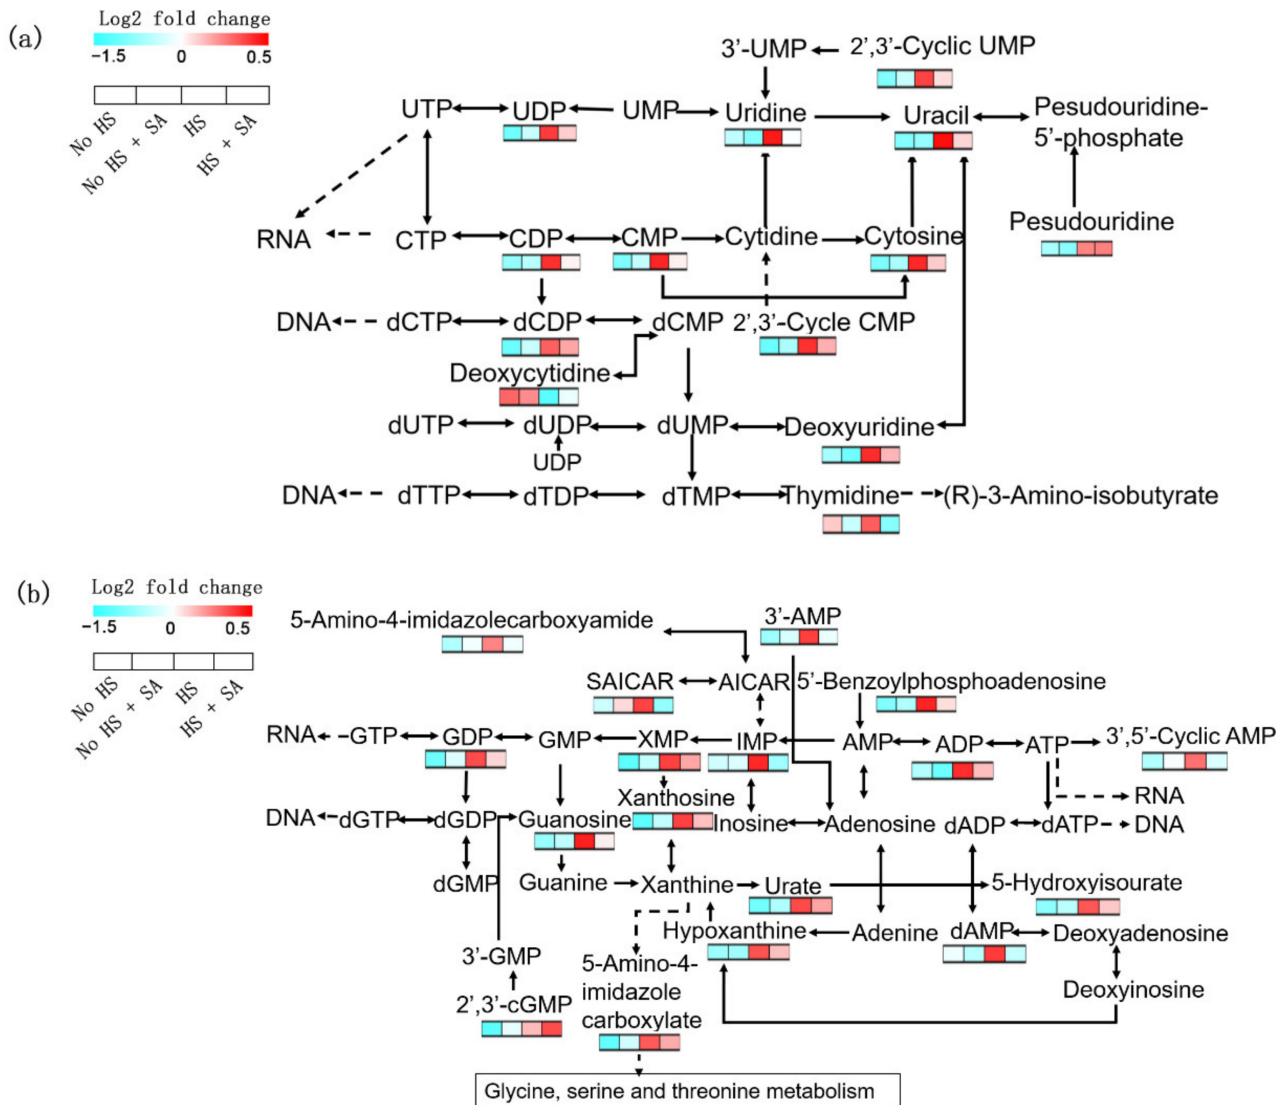 (a)
Log2 fold change
−1.5 0 0.5
No HS
No HS + SA
HS
HS + SA
3’-UMP 2’,3’-Cyclic UMP
UTP UDP UMP Uridine Uracil Pesudouridine-
5’-phosphate
Pesudouridine
RNA CTP CDP CMP Cytidine Cytosine
DNA dCTP dCDP dCMP 2’,3’-Cycle CMP
Deoxycytidine
dUTP dUDP dUMP Deoxyuridine
UDP
DNA dTTP dTDP dTMP Thymidine (R)-3-Amino-isobutyrate
(b)
Log2 fold change
−1.5 0 0.5
No HS
No HS + SA
HS
HS + SA
5-Amino-4-imidazolecarboxyamide 3’-AMP
SAICAR AICAR 5’-Benzoylphosphoadenosine
RNA GTP GDP GMP XMP IMP AMP ADP ATP 3’,5’-Cyclic AMP
RNA
Xanthosine
DNA dGTP dGDP Guanosine Inosine Adenosine dADP dATP DNA
dGMP Guanine Xanthine Urate 5-Hydroxyisourate
Hypoxanthine Adenine dAMP Deoxyadenosine
3’-GMP
5-Amino-4-
imidazole
carboxylate
Deoxyinosine
2’,3’-cGMP
Glycine, serine and threonine metabolism